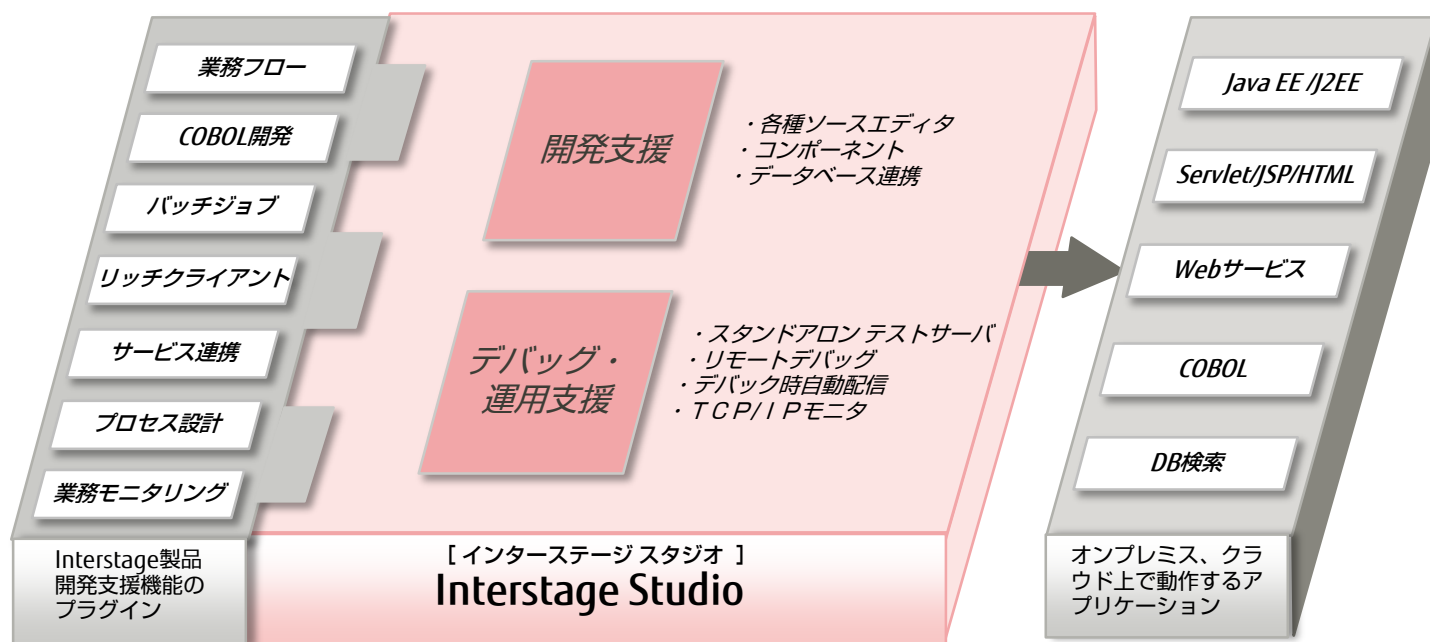 業務フロー
COBOL開発
バッチジョブ
リッチクライアント
サービス連携
プロセス設計
業務モニタリング
Interstage製品
開発支援機能の
プラグイン
開発支援
・各種ソースエディタ
・コンポーネント
・データベース連携
デバッグ・
運用支援
・スタンドアロン テストサーバ
・リモートデバッグ
・デバック時自動配信
・ＴＣＰ/ＩＰモニタ
［ インターステージ スタジオ ］
Interstage Studio
Java EE /J2EE
Servlet/JSP/HTML
Webサービス
COBOL
DB検索
オンプレミス、クラ
ウド上で動作するア
プリケーション